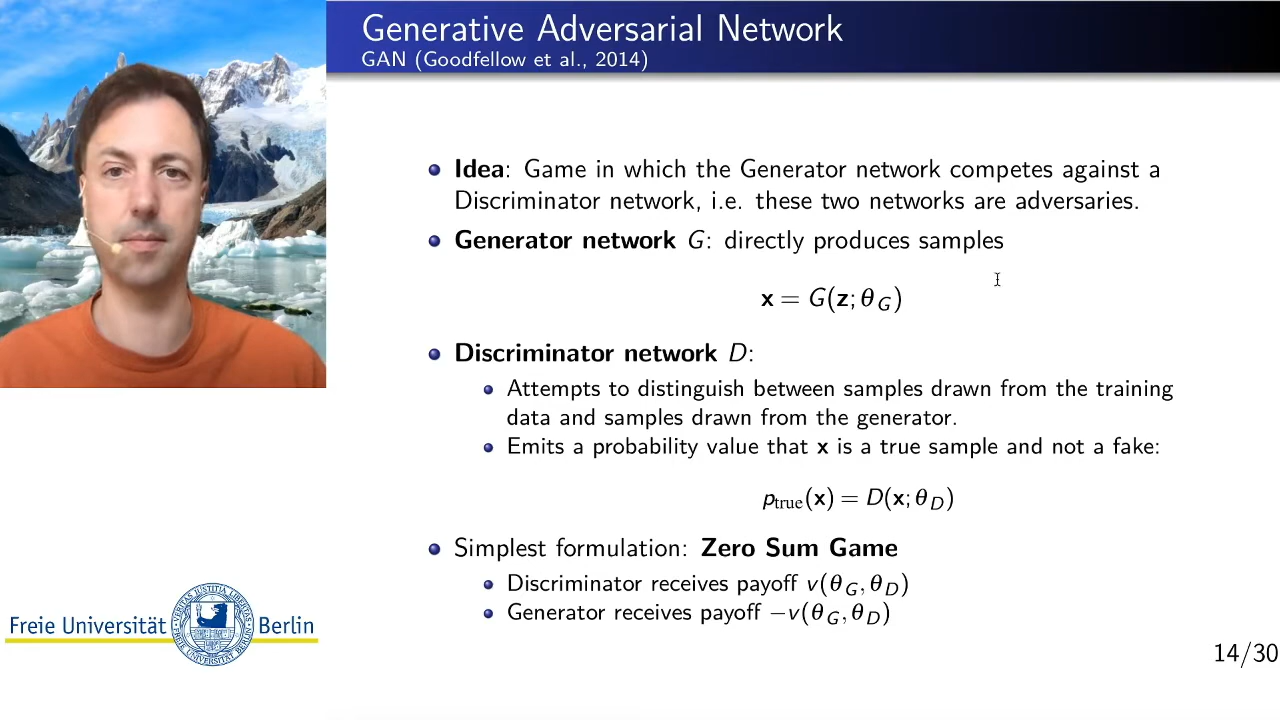 Generative Adversarial Network
GAN (Goodfellow et al., 2014)
Idea: Game in which the Generator network competes against a
Discriminator network, i.e. these two networks are adversaries.
Generator network G: directly produces samples
x = G(z; θ_G)
Discriminator network D:
Attempts to distinguish between samples drawn from the training
data and samples drawn from the generator.
Emits a probability value that x is a true sample and not a fake:
p_true(x) = D(x; θ_D)
Simplest formulation: Zero Sum Game
Discriminator receives payoff v(θ_G, θ_D)
Generator receives payoff −v(θ_G, θ_D)
Freie Universität Berlin
14/30